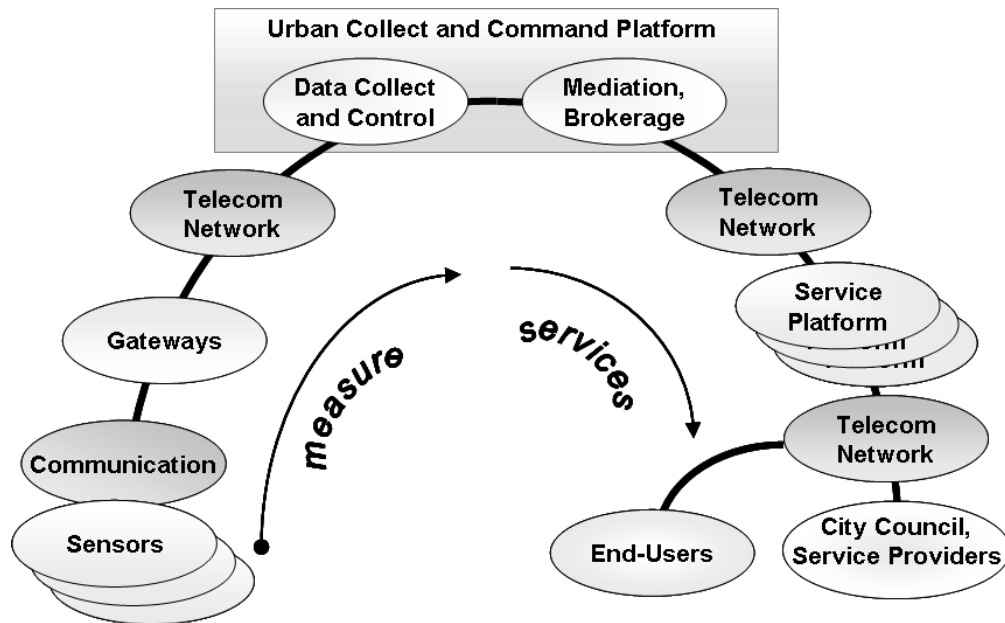 Urban Collect and Command Platform
Data Collect
and Control
Mediation,
Brokerage
Telecom
Network
Telecom
Network
Gateways
Service
Platform
measure
services
Communication
Telecom
Network
Sensors
End-Users
City Council,
Service Providers